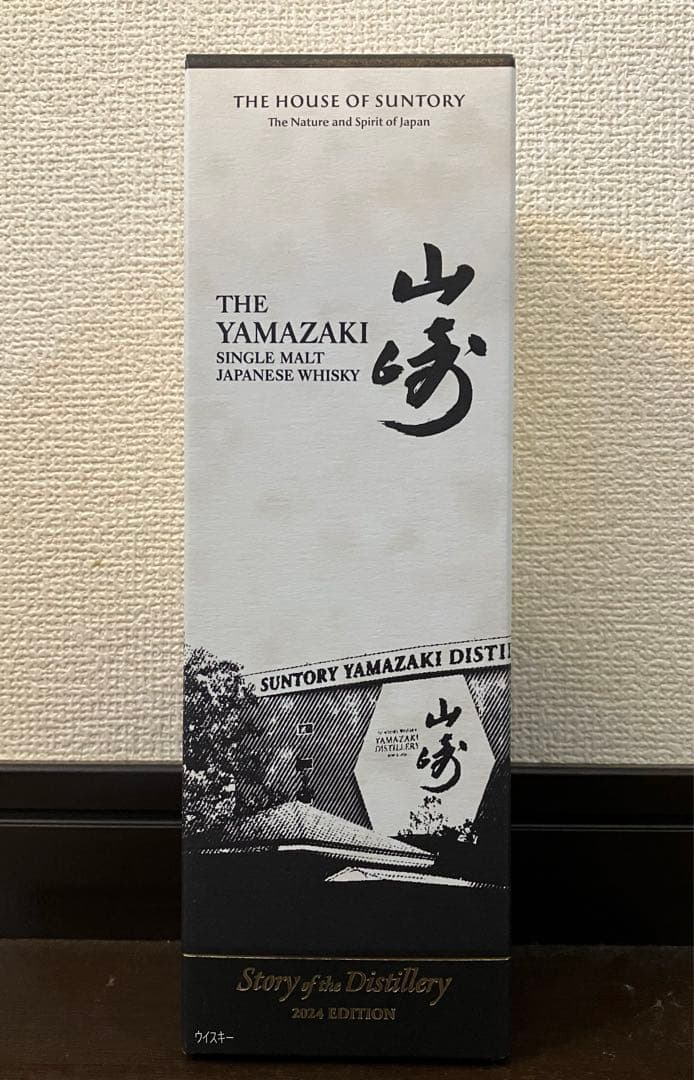 THE HOUSE OF SUNTORY
The Nature and Spirit of Japan
THE
YAMAZAKI
SINGLE MALT
JAPANESE WHISKY
山崎
SUNTORY YAMAZAKI DISTI
山崎
YAMAZAKI
DISTILLERY
Story of the Distillery
2024 EDITION
ウイスキー